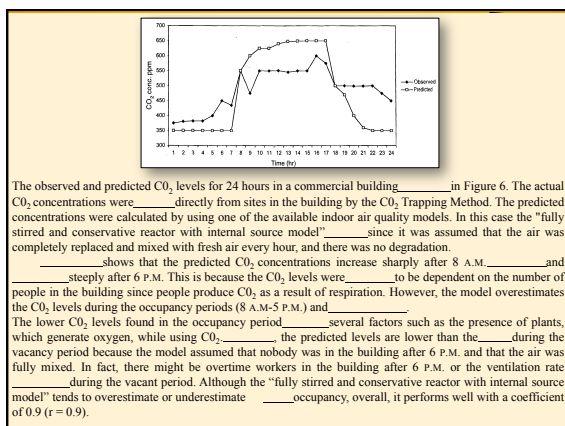 700
650
600
550
500
450
400
350
300
CO2 conc. ppm
1 2 3 4 5 6 7 8 9 10 11 12 13 14 15 16 17 18 19 20 21 22 23 24
Time (hr)
Observed
Predicted
The observed and predicted C0₂ levels for 24 hours in a commercial building________in Figure 6. The actual
C0₂ concentrations were______directly from sites in the building by the C0₂ Trapping Method. The predicted
concentrations were calculated by using one of the available indoor air quality models. In this case the "fully
stirred and conservative reactor with internal source model"________since it was assumed that the air was
completely replaced and mixed with fresh air every hour, and there was no degradation.
________shows that the predicted C0₂ concentrations increase sharply after 8 A.M.________and
________steeply after 6 P.M. This is because the C0₂ levels were________to be dependent on the number of
people in the building since people produce C0₂ as a result of respiration. However, the model overestimates
the C0₂ levels during the occupancy periods (8 A.M-5 P.M.) and____________.
The lower C0₂ levels found in the occupancy period_______several factors such as the presence of plants,
which generate oxygen, while using C0₂.________, the predicted levels are lower than the_____during the
vacancy period because the model assumed that nobody was in the building after 6 P.M. and that the air was
fully mixed. In fact, there might be overtime workers in the building after 6 P.M. or the ventilation rate
________during the vacant period. Although the “fully stirred and conservative reactor with internal source
model” tends to overestimate or underestimate _____occupancy, overall, it performs well with a coefficient
of 0.9 (r = 0.9).